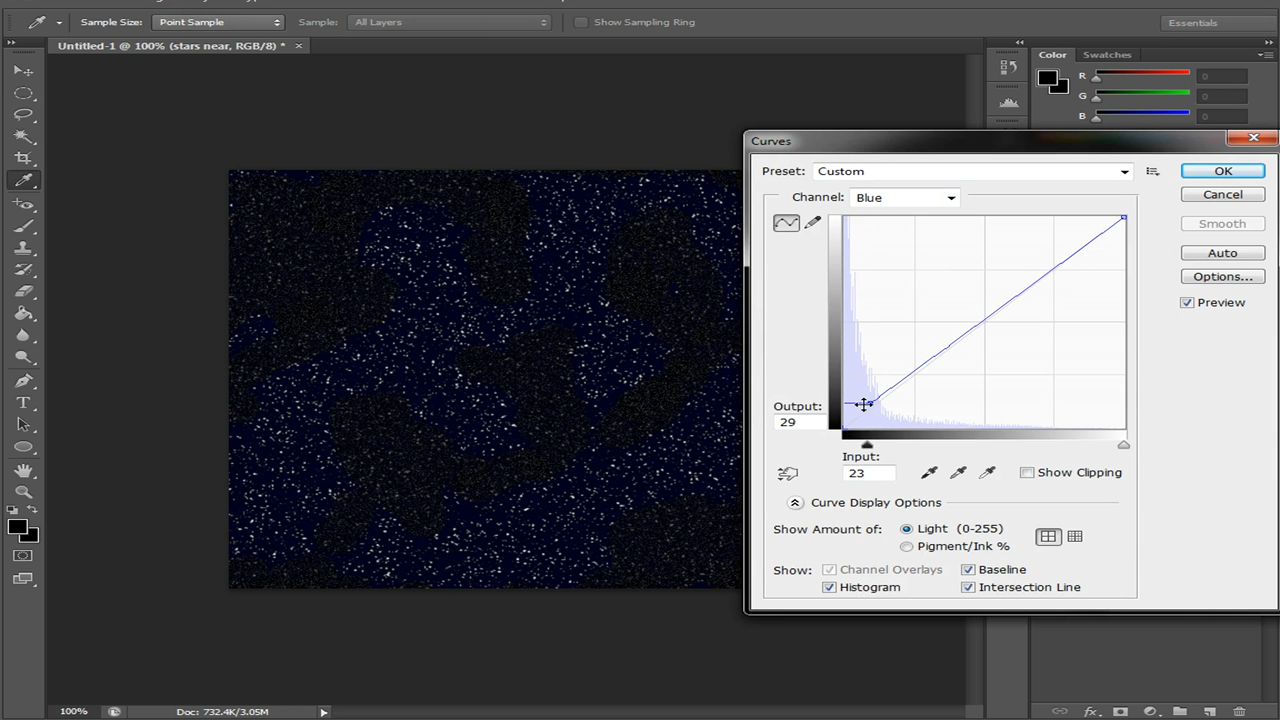 Sample Size: Point Sample Sample: All Layers Show Sampling Ring Essentials
Untitled-1 @ 100% (stars near, RGB/8) * ×
Color Swatches
R 0
G 0
B 0
Curves
Preset: Custom OK
Channel: Blue Cancel
Smooth
Auto
Options...
Preview
Output:
29
Input:
23
Show Clipping
Curve Display Options
Show Amount of: Light (0-255)
Pigment/Ink %
Show: Channel Overlays Baseline
Histogram Intersection Line
100% Doc: 732.4K/3.05M